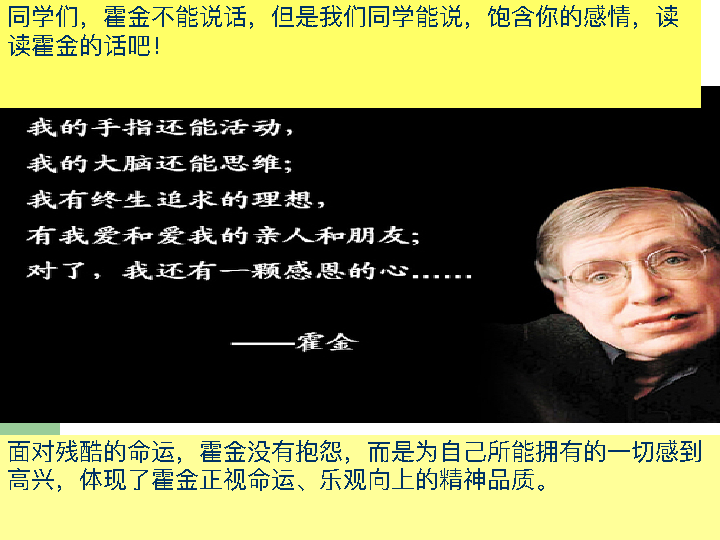 同学们，霍金不能说话，但是我们同学能说，饱含你的感情，读
读霍金的话吧！
我的手指还能活动，
我的大脑还能思维；
我有终生追求的理想，
有我爱和爱我的亲人和朋友；
对了，我还有一颗感恩的心……
——霍金
面对残酷的命运，霍金没有抱怨，而是为自己所能拥有的一切感到
高兴，体现了霍金正视命运、乐观向上的精神品质。